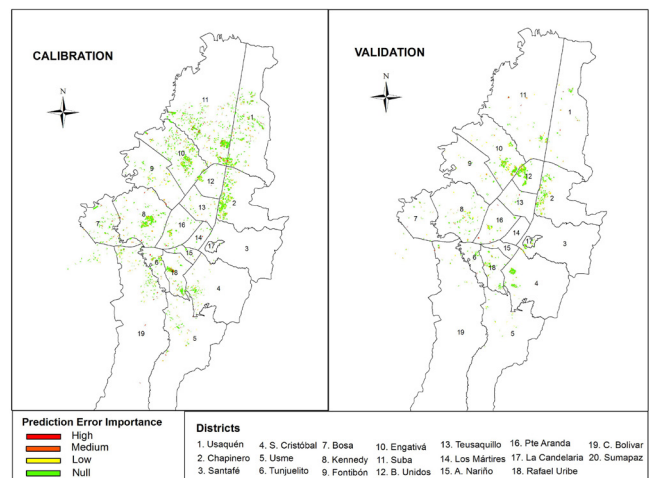 CALIBRATION
N
11
1
10
9
12
2
8
13
7
16
14
17
3
15
6
18
4
19
5
VALIDATION
N
11
1
10
9
12
2
13
7
8
16
14
17
3
15
6
18
4
19
5
Prediction Error Importance
High
Medium
Low
Null
Districts
1. Usaquén 4. S. Cristóbal 7. Bosa 10. Engativá 13. Teusaquillo 16. Pte Aranda 19. C. Bolivar
2. Chapinero 5. Usme 8. Kennedy 11. Suba 14. Los Mártires 17. La Candelaria 20. Sumapaz
3. Santafé 6. Tunjuelito 9. Fontibón 12. B. Unidos 15. A. Nariño 18. Rafael Uribe